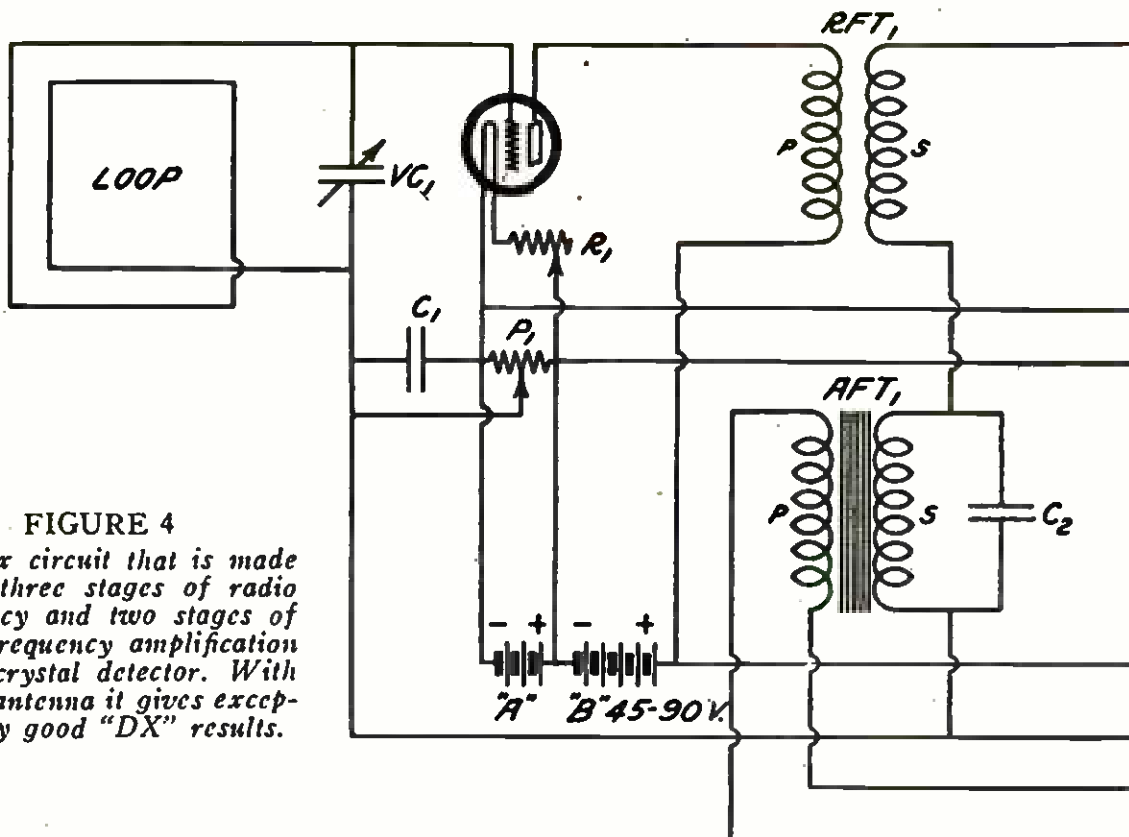 RFT₁
LOOP
VC₁
P S
R₁
C₁
P₁
AFT₁
P S
C₂
FIGURE 4
x circuit that is made
three stages of radio
cy and two stages of
requency amplification
crystal detector. With
antenna it gives excep-
y good "DX" results.
- + - +
"A" "B" 45-90 V.